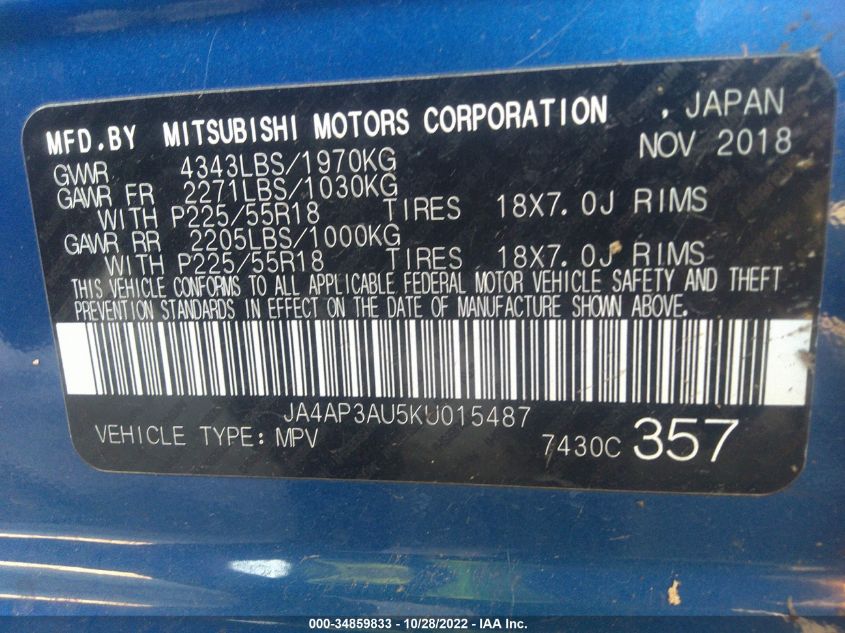 MFD.BY MITSUBISHI MOTORS CORPORATION , JAPAN
GVWR 4343LBS/1970KG NOV 2018
GAWR FR 2271LBS/1030KG
WITH P225/55R18 TIRES 18X7.0J RIMS
GAWR RR 2205LBS/1000KG
WITH P225/55R18 TIRES 18X7.0J RIMS
THIS VEHICLE CONFORMS TO ALL APPLICABLE FEDERAL MOTOR VEHICLE SAFETY AND THEFT
PREVENTION STANDARDS IN EFFECT ON THE DATE OF MANUFACTURE SHOWN ABOVE.
JA4AP3AU5KU015487
VEHICLE TYPE: MPV 7430C 357
000-34859833 - 10/28/2022 - IAA Inc.